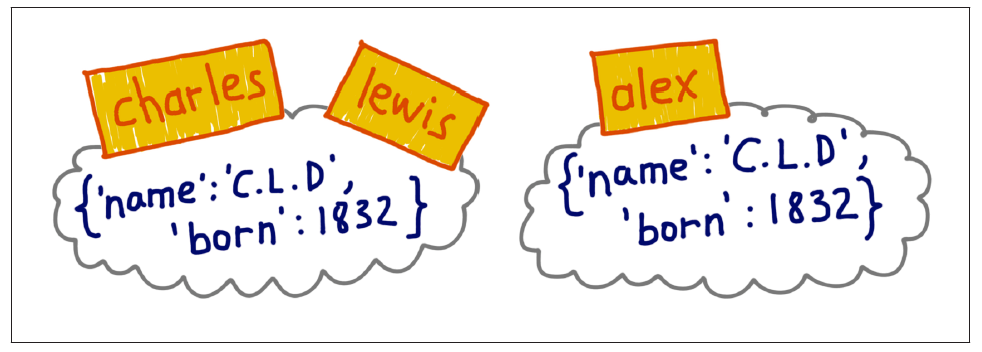 charles
lewis
{'name':'C.L.D',
'born':1832}
alex
{'name':'C.L.D',
'born':1832}